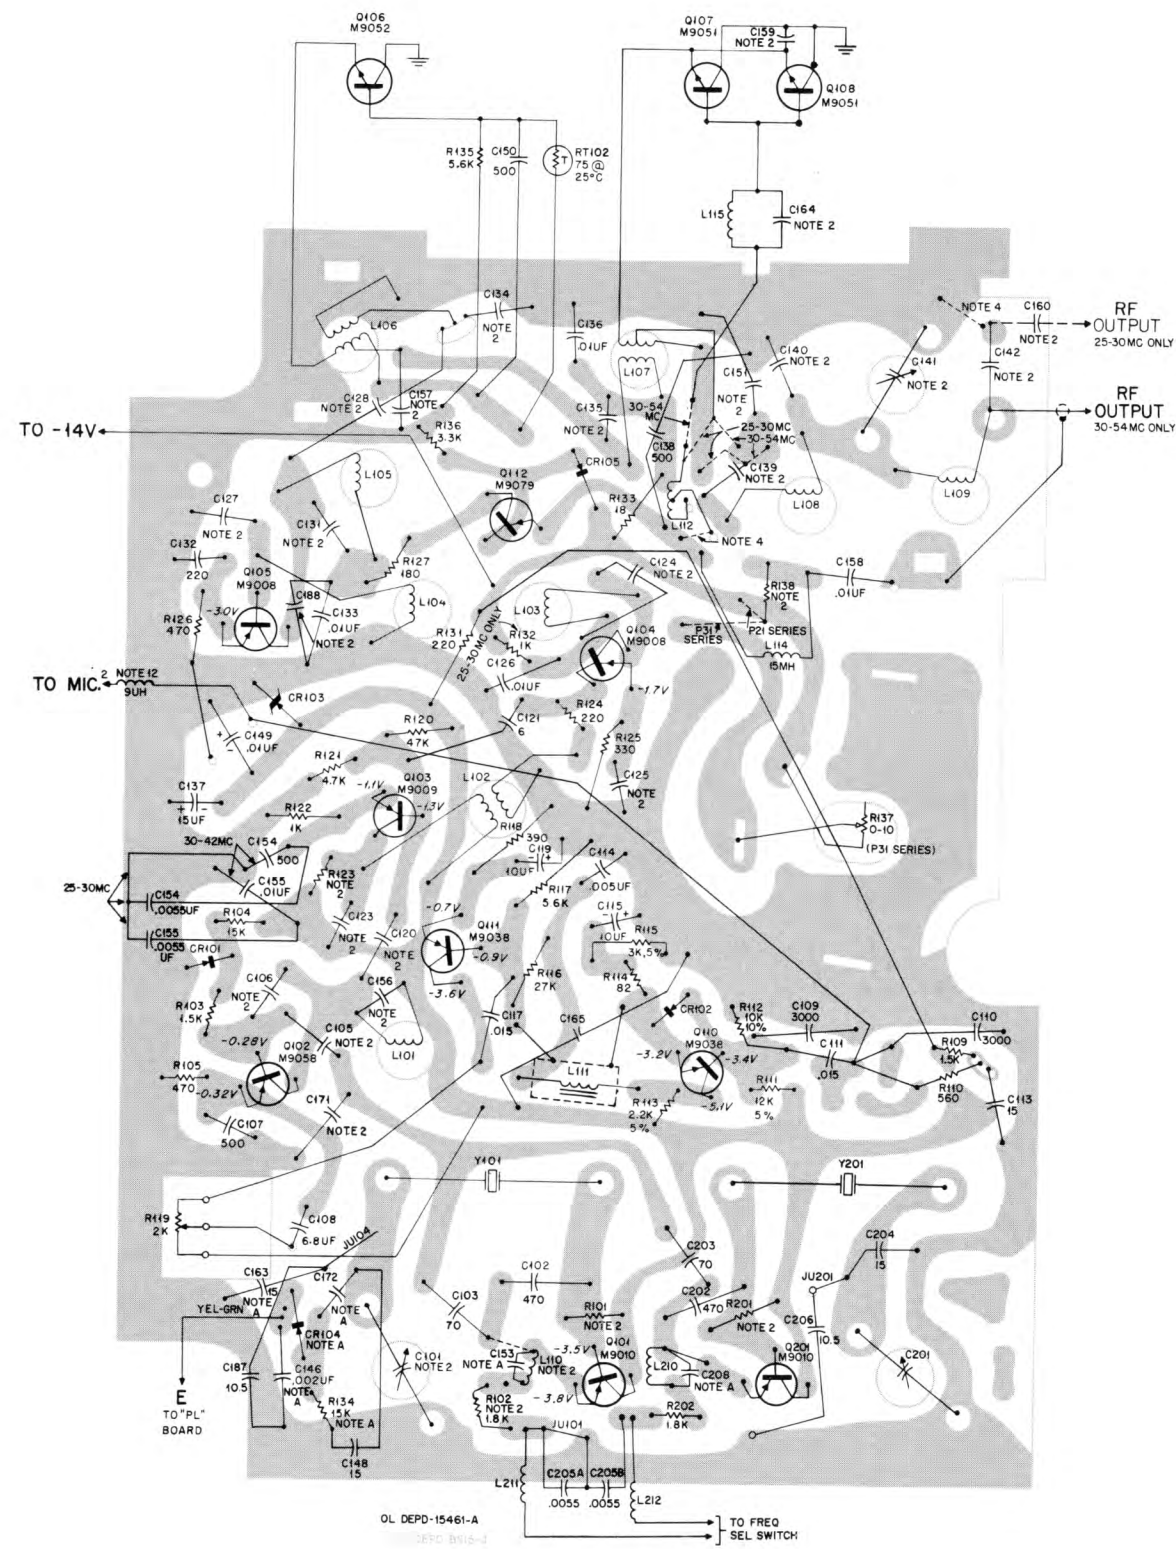 Q106
M9052
Q107
M9051
C159
NOTE 2
Q108
M9051
R135
5.6K
C150
500
RT102
75 @
25°C
T
L115
C164
NOTE 2
C134
NOTE
2
L106
C136
.01UF
NOTE 4
C160
NOTE 2
RF
OUTPUT
25-30MC ONLY
L107
C140
NOTE 2
C141
NOTE 2
C142
NOTE 2
C151
NOTE
2
C128
NOTE 2
C157
NOTE
2
C135
NOTE 2
30-54
MC
RF
OUTPUT
30-54MC ONLY
TO -14V
R136
3.3K
C138
500
25-30MC
30-54MC
CR105
L105
Q112
M9079
C139
NOTE 2
L109
C127
NOTE 2
C131
NOTE 2
R133
18
L108
L112
NOTE 4
C132
220
R127
180
Q105
M9008
C188
C124
NOTE 2
R138
NOTE
2
C158
.01UF
L104
L103
-3.0V
C133
.01UF
NOTE 2
R126
470
R131
220
25-30MC ONLY
R132
1K
Q104
M9008
P31
SERIES
P21 SERIES
L114
15MH
C126
.01UF
TO MIC.
2 NOTE 12
9UH
CR103
-1.7V
R124
220
C121
6
R120
47K
C149
.01UF
+
-
R125
330
R121
4.7K
Q103
M9009
-1.1V
-1.3V
L102
C125
NOTE
2
C137
+ -
15UF
R122
1K
R118
390
R137
0-10
(P31 SERIES)
30-42MC
C154
500
C119
- +
10UF
C114
.005UF
25-30MC
C155
.01UF
R123
NOTE
2
C154
.0055UF
R117
5.6K
R104
15K
C123
NOTE
2
-0.7V
C115
- +
10UF
C155
.0055
UF
C120
NOTE
2
Q111
M9038
-0.9V
R115
3K,5%
CR101
-3.6V
R116
27K
R114
82
C106
NOTE
2
C156
NOTE
2
R103
1.5K
CR102
R112
10K
10%
C109
3000
C110
3000
C117
.015
C165
-0.28V
Q102
M9058
C105
NOTE 2
L101
Q110
M9038
-3.2V
-3.4V
C111
.015
R109
1.5K
R105
470
-0.32V
L111
R111
12K
5%
R110
560
C113
15
-5.1V
R113
2.2K
5%
C171
NOTE 2
C107
500
Y101
Y201
R119
2K
C108
6.8UF
JU104
C203
70
C204
15
C163
15
NOTE
A
C172
NOTE
A
C102
470
C202
470
JU201
YEL-GRN
C103
70
R101
NOTE 2
R201
NOTE 2
C206
10.5
CR104
NOTE A
C101
NOTE 2
C153
NOTE A
L110
NOTE 2
-3.5V
Q101
M9010
L210
Q201
M9010
C201
C187
10.5
C146
.002UF
NOTE
A
-3.8V
C208
NOTE A
E
TO "PL"
BOARD
R134
15K
NOTE A
R102
NOTE 2
1.8K
R202
1.8K
JU101
C148
15
L211
C205A
.0055
C205B
.0055
L212
OL DEPD-15461-A
TO FREQ
SEL SWITCH